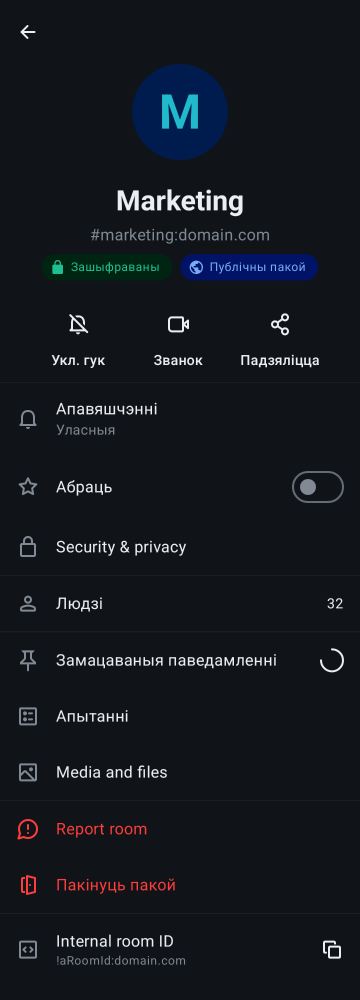 M
Marketing
#marketing:domain.com
Зашыфраваны
Публічны пакой
Укл. гук
Званок
Падзяліцца
Апавяшчэнні
Уласныя
Абраць
Security & privacy
Людзі
32
Замацаваныя паведамленні
Апытанні
Media and files
Report room
Пакінуць пакой
Internal room ID
!aRoomId:domain.com